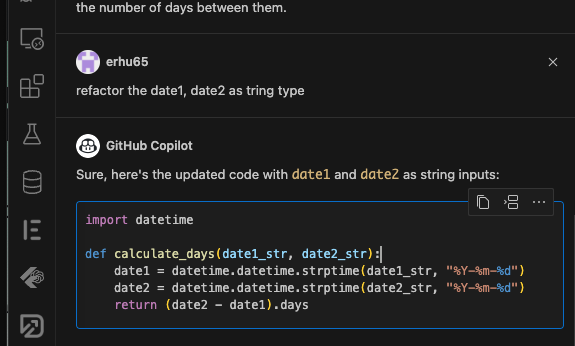 the number of days between them.
erhu65
refactor the date1, date2 as tring type
GitHub Copilot
Sure, here's the updated code with date1 and date2 as string inputs:
import datetime
def calculate_days(date1_str, date2_str):
    date1 = datetime.datetime.strptime(date1_str, "%Y-%m-%d")
    date2 = datetime.datetime.strptime(date2_str, "%Y-%m-%d")
    return (date2 - date1).days